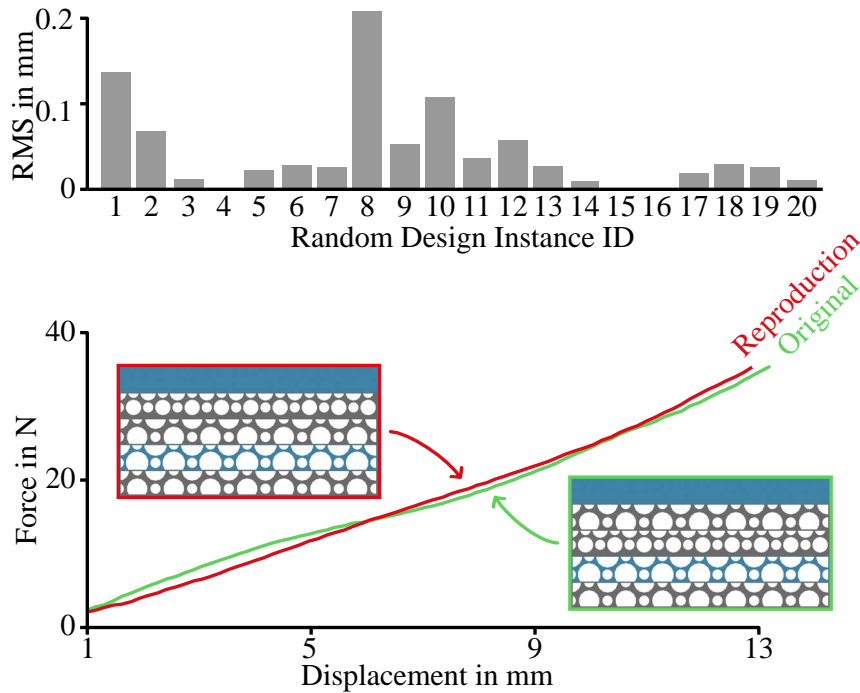 RMS in mm
0.2
0.1
0
1 2 3 4 5 6 7 8 9 10 11 12 13 14 15 16 17 18 19 20
Random Design Instance ID
Reproduction
Original
Force in N
40
20
0
1 5 9 13
Displacement in mm